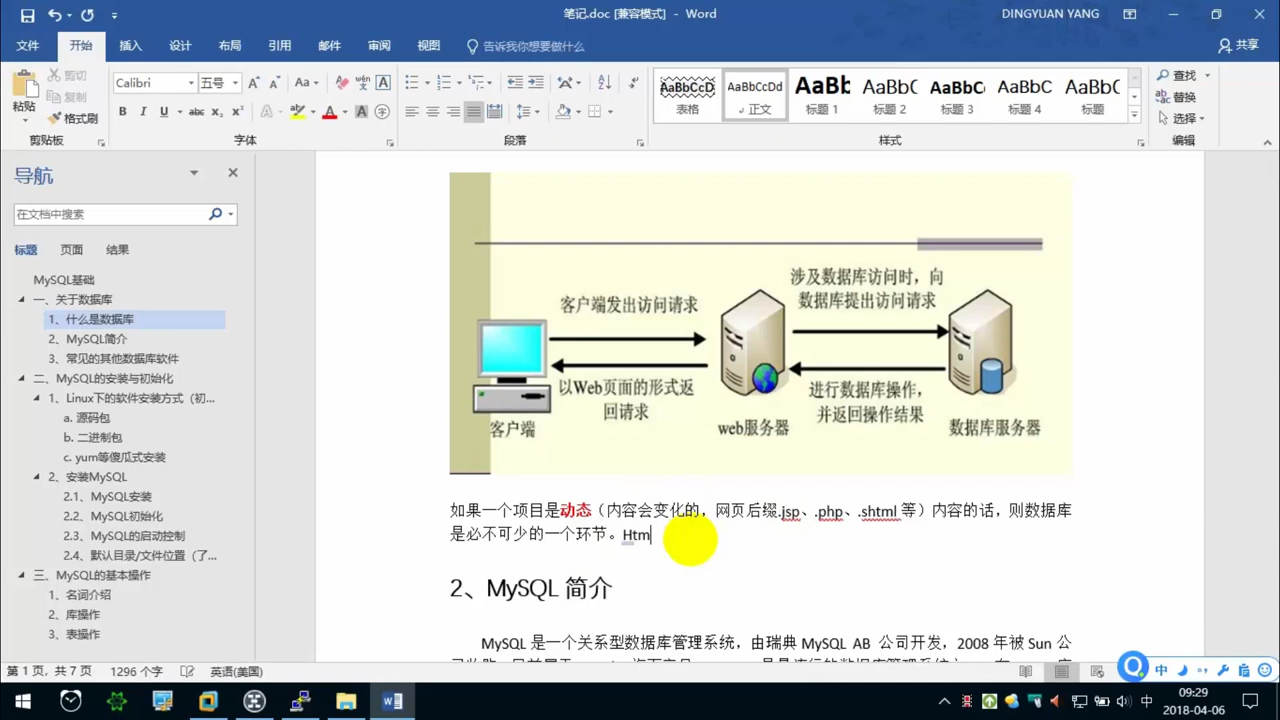 笔记.doc [兼容模式] - Word
DINGYUAN YANG
文件 开始 插入 设计 布局 引用 邮件 审阅 视图 告诉我你想要做什么
共享
粘贴
剪切
复制
格式刷
剪贴板
Calibri 五号
字体
段落
AaBbCcD 表格
AaBbCcDd 正文
AaBb 标题 1
AaBbC 标题 2
AaBbC 标题 3
AaBbC 标题 4
AaBbC 标题
样式
查找
替换
选择
编辑
导航
在文档中搜索
标题 页面 结果
MySQL基础
一、关于数据库
1、什么是数据库
2、MySQL简介
3、常见的其他数据库软件
二、MySQL的安装与初始化
1、Linux下的软件安装方式（初...
a. 源码包
b. 二进制包
c. yum等傻瓜式安装
2、安装MySQL
2.1、MySQL安装
2.2、MySQL初始化
2.3、MySQL的启动控制
2.4、默认目录/文件位置（了...
三、MySQL的基本操作
1、名词介绍
2、库操作
3、表操作
客户端发出访问请求
以Web页面的形式返
回请求
客户端
涉及数据库访问时，向
数据库提出访问请求
进行数据库操作，
并返回操作结果
web服务器
数据库服务器
如果一个项目是动态（内容会变化的，网页后缀.jsp、.php、.shtml 等）内容的话，则数据库
是必不可少的一个环节。Htm
2、MySQL 简介
MySQL 是一个关系型数据库管理系统，由瑞典 MySQL AB 公司开发，2008 年被 Sun 公
第 1 页，共 7 页 1296 个字 英语(美国)
中
中
09:29
2018-04-06